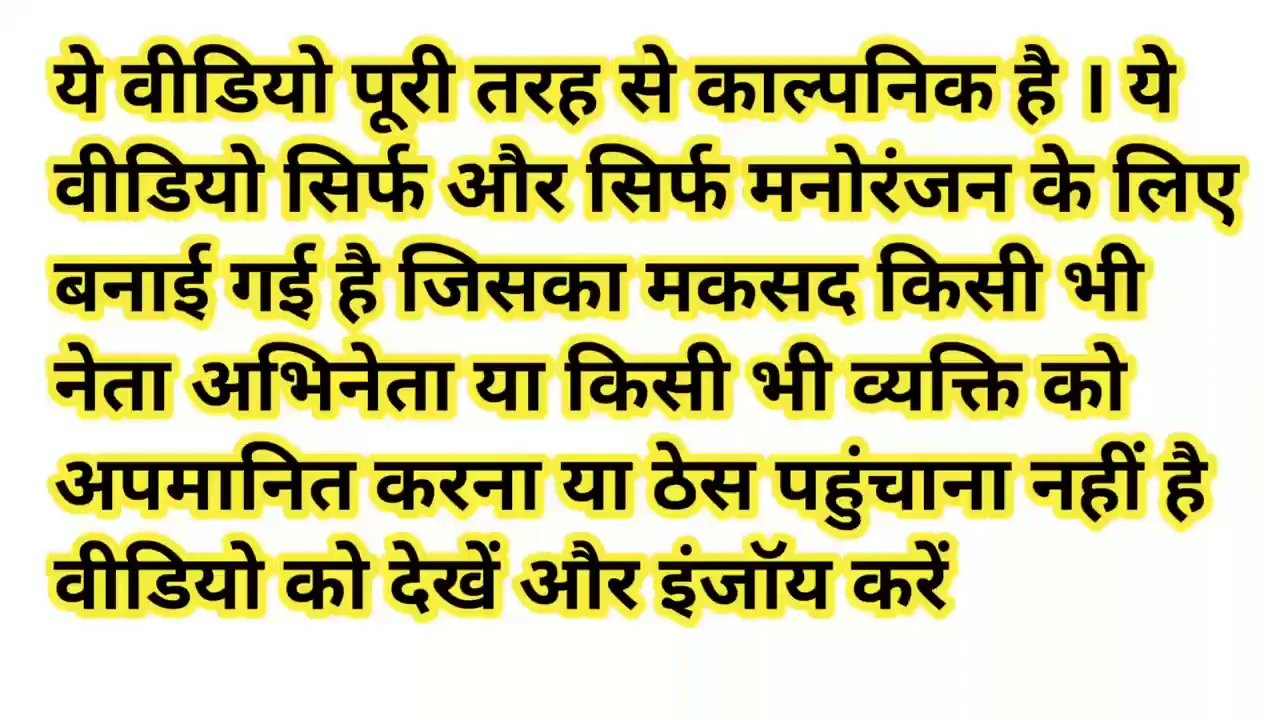 ये वीडियो पूरी तरह से काल्पनिक है । ये
वीडियो सिर्फ और सिर्फ मनोरंजन के लिए
बनाई गई है जिसका मकसद किसी भी
नेता अभिनेता या किसी भी व्यक्ति को
अपमानित करना या ठेस पहुंचाना नहीं है
वीडियो को देखें और इंजॉय करें